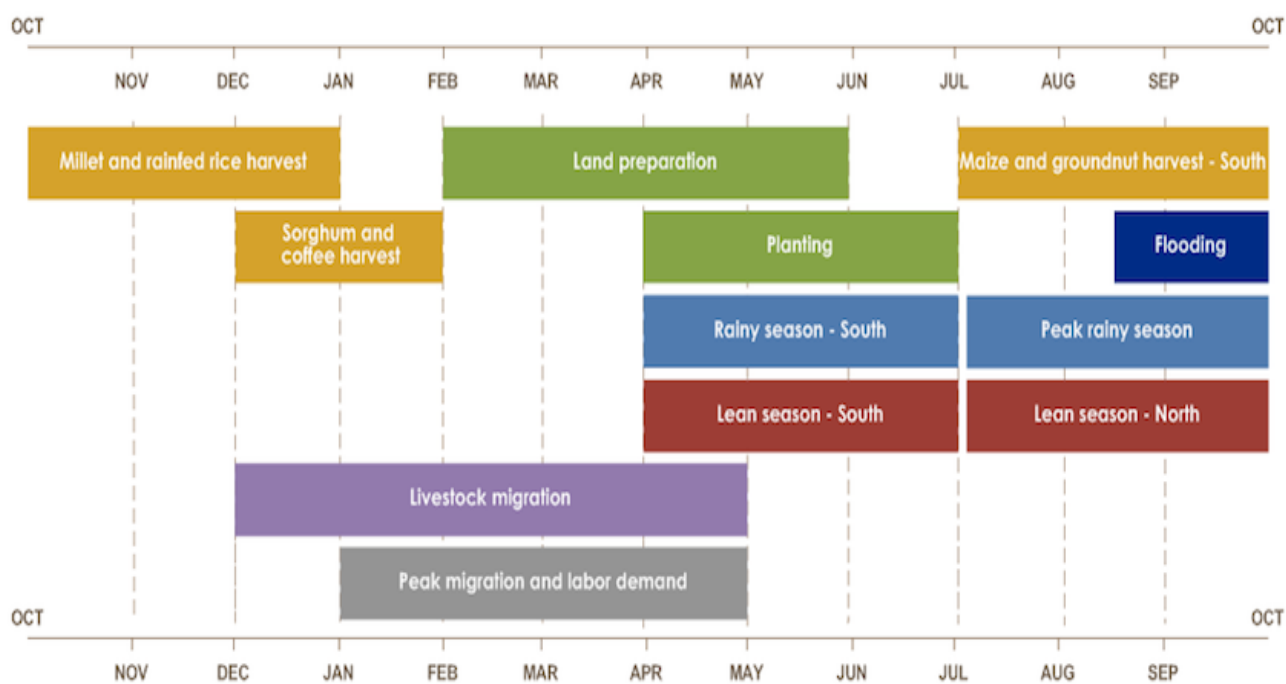 OCT OCT
NOV DEC JAN FEB MAR APR MAY JUN JUL AUG SEP
Millet and rainfed rice harvest Land preparation Maize and groundnut harvest - South
Sorghum and
coffee harvest
Planting Flooding
Rainy season - South Peak rainy season
Lean season - South Lean season - North
Livestock migration
Peak migration and labor demand
OCT OCT
NOV DEC JAN FEB MAR APR MAY JUN JUL AUG SEP